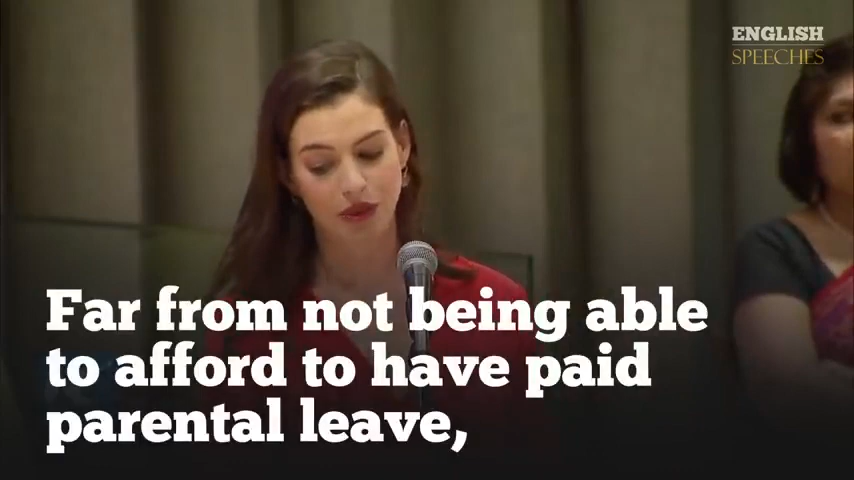 ENGLISH
SPEECHES
Far from not being able
to afford to have paid
parental leave,